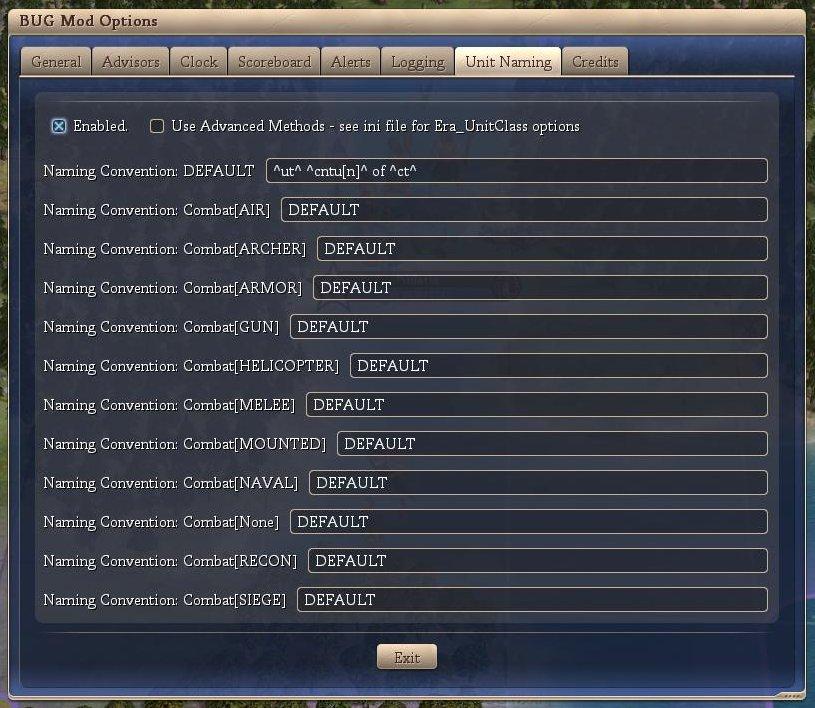 BUG Mod Options
General Advisors Clock Scoreboard Alerts Logging Unit Naming Credits
Enabled. Use Advanced Methods - see ini file for Era_UnitClass options
Naming Convention: DEFAULT ^ut^ ^cntu[n]^ of ^ct^
Naming Convention: Combat[AIR] DEFAULT
Naming Convention: Combat[ARCHER] DEFAULT
Naming Convention: Combat[ARMOR] DEFAULT
Naming Convention: Combat[GUN] DEFAULT
Naming Convention: Combat[HELICOPTER] DEFAULT
Naming Convention: Combat[MELEE] DEFAULT
Naming Convention: Combat[MOUNTED] DEFAULT
Naming Convention: Combat[NAVAL] DEFAULT
Naming Convention: Combat[None] DEFAULT
Naming Convention: Combat[RECON] DEFAULT
Naming Convention: Combat[SIEGE] DEFAULT
Exit